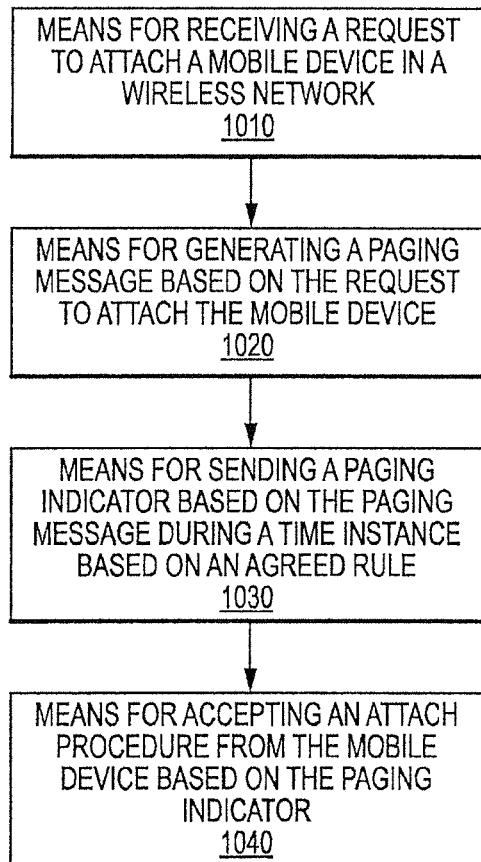 MEANS FOR RECEIVING A REQUEST
TO ATTACH A MOBILE DEVICE IN A
WIRELESS NETWORK
1010
MEANS FOR GENERATING A PAGING
MESSAGE BASED ON THE REQUEST
TO ATTACH THE MOBILE DEVICE
1020
MEANS FOR SENDING A PAGING
INDICATOR BASED ON THE PAGING
MESSAGE DURING A TIME INSTANCE
BASED ON AN AGREED RULE
1030
MEANS FOR ACCEPTING AN ATTACH
PROCEDURE FROM THE MOBILE
DEVICE BASED ON THE PAGING
INDICATOR
1040